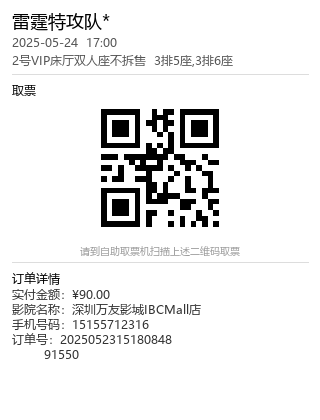 雷霆特攻队*
2025-05-24 17:00
2号VIP床厅双人座不拆售 3排5座,3排6座
取票
请到自助取票机扫描上述二维码取票
订单详情
实付金额：¥90.00
影院名称：深圳万友影城IBCMall店
手机号码：15155712316
订单号：2025052315180848
91550